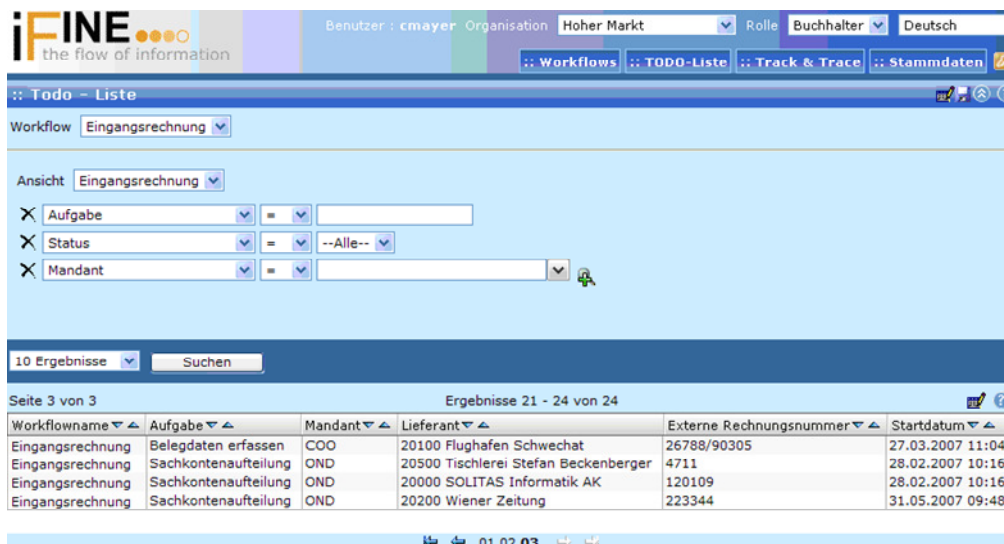 iFINE
the flow of information
Benutzer : cmayer Organisation Hoher Markt Rolle Buchhalter Deutsch
:: Workflows :: TODO-Liste :: Track & Trace :: Stammdaten
:: Todo - Liste
Workflow Eingangsrechnung
Ansicht Eingangsrechnung
Aufgabe =
Status = --Alle--
Mandant =
10 Ergebnisse Suchen
Seite 3 von 3 Ergebnisse 21 - 24 von 24
Workflowname Aufgabe Mandant Lieferant Externe Rechnungsnummer Startdatum
Eingangsrechnung Belegdaten erfassen COO 20100 Flughafen Schwechat 26788/90305 27.03.2007 11:04
Eingangsrechnung Sachkontenaufteilung OND 20500 Tischlerei Stefan Beckenberger 4711 28.02.2007 10:16
Eingangsrechnung Sachkontenaufteilung OND 20000 SOLITAS Informatik AK 120109 28.02.2007 10:16
Eingangsrechnung Sachkontenaufteilung OND 20200 Wiener Zeitung 223344 31.05.2007 09:48
01 02 03